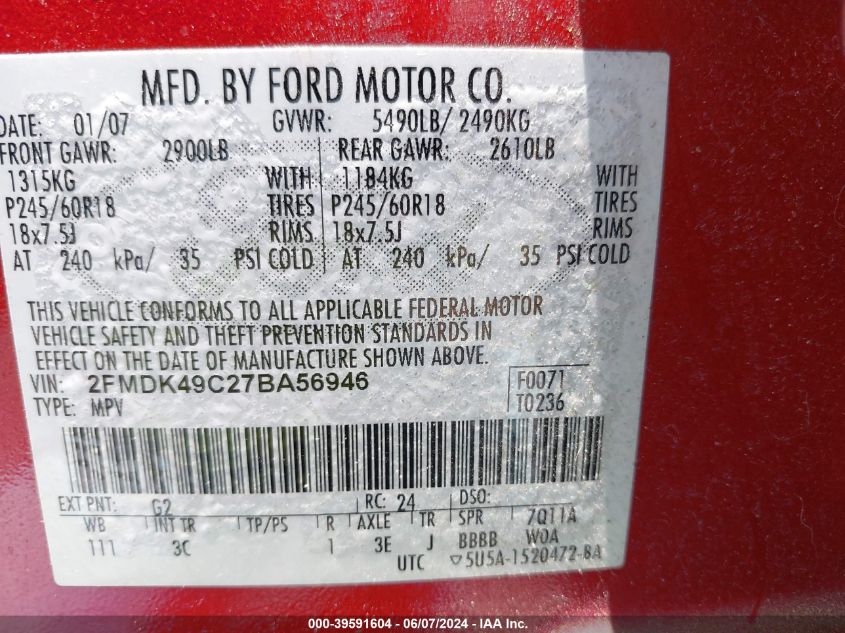 MFD. BY FORD MOTOR CO.
DATE: 01/07 GVWR: 5490LB/ 2490KG
FRONT GAWR: 2900LB REAR GAWR: 2610LB
1315KG WITH 1184KG WITH
P245/60R18 TIRES P245/60R18 TIRES
18x7.5J RIMS 18x7.5J RIMS
AT 240 kPa/ 35 PSI COLD AT 240 kPa/ 35 PSI COLD
THIS VEHICLE CONFORMS TO ALL APPLICABLE FEDERAL MOTOR
VEHICLE SAFETY AND THEFT PREVENTION STANDARDS IN
EFFECT ON THE DATE OF MANUFACTURE SHOWN ABOVE.
VIN: 2FMDK49C27BA56946 F0071
TYPE: MPV T0236
EXT PNT: G2 RC: 24 DSO:
WB INT TR TP/PS R AXLE TR SPR 7Q11A
111 3C 1 3E J BBBB WOA
UTC ▽5U5A-1520472-BA
000-39591604 - 06/07/2024 - IAA Inc.